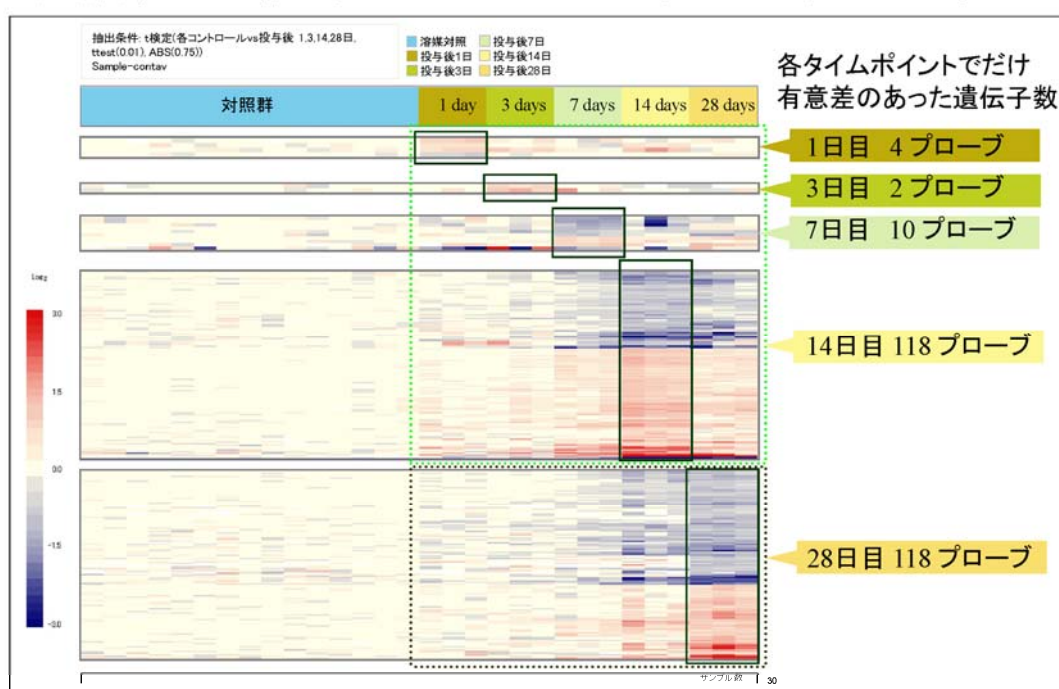 抽出条件: t検定(各コントロールvs投与後 1,3,14,28日,
ttest(0.01), ABS(0.75))
Sample-contav
溶媒対照 投与後7日
投与後1日 投与後14日
投与後3日 投与後28日
各タイムポイントでだけ
有意差のあった遺伝子数
対照群 1 day 3 days 7 days 14 days 28 days
1日目 4 プローブ
3日目 2 プローブ
7日目 10 プローブ
14日目 118 プローブ
28日目 118 プローブ
Log2
3.0
1.5
0.0
-1.5
-3.0
サンプル数
30